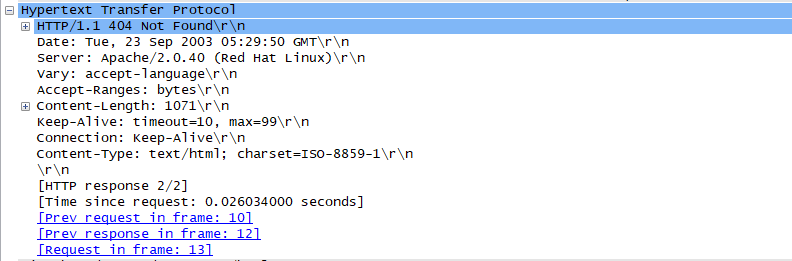 Hypertext Transfer Protocol
HTTP/1.1 404 Not Found\r\n
Date: Tue, 23 Sep 2003 05:29:50 GMT\r\n
Server: Apache/2.0.40 (Red Hat Linux)\r\n
Vary: accept-language\r\n
Accept-Ranges: bytes\r\n
Content-Length: 1071\r\n
Keep-Alive: timeout=10, max=99\r\n
Connection: Keep-Alive\r\n
Content-Type: text/html; charset=ISO-8859-1\r\n
\r\n
[HTTP response 2/2]
[Time since request: 0.026034000 seconds]
[Prev request in frame: 10]
[Prev response in frame: 12]
[Request in frame: 13]